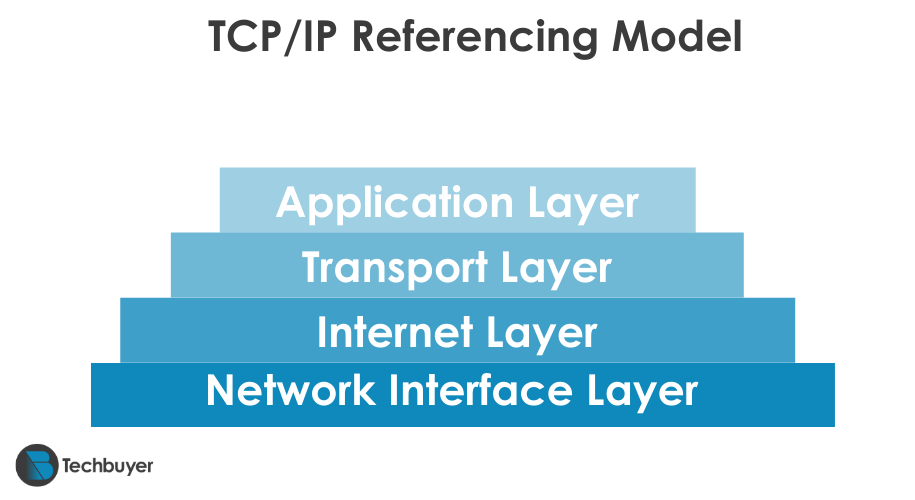 TCP/IP Referencing Model
Application Layer
Transport Layer
Internet Layer
Network Interface Layer
Techbuyer